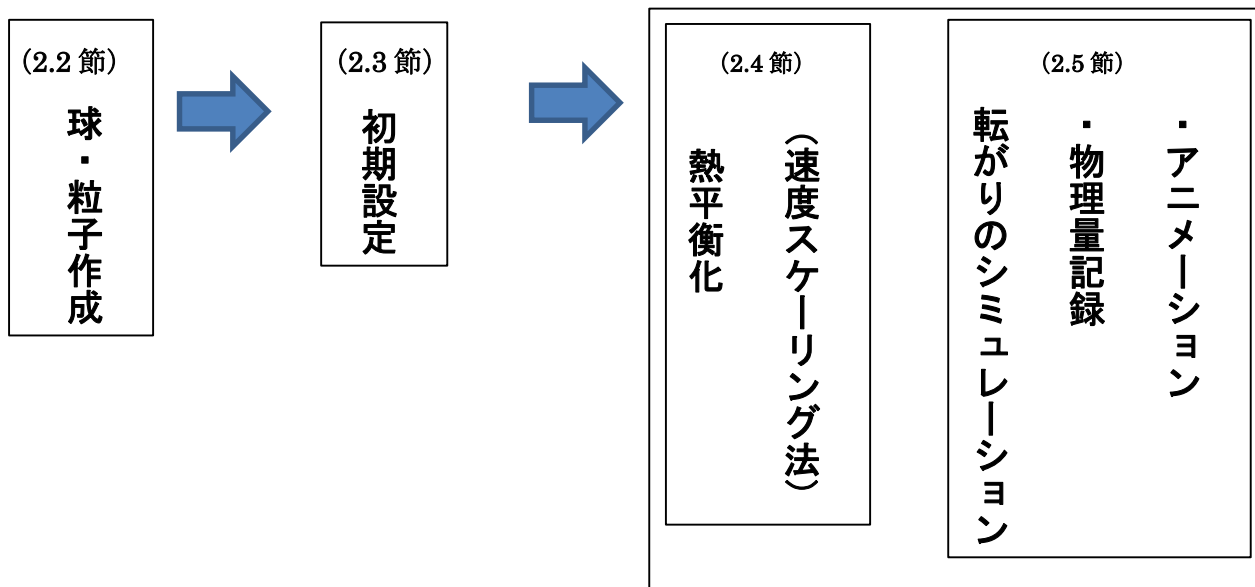 (2.2 節)
球・粒子作成
(2.3 節)
初期設定
(2.4 節)
熱平衡化
(速度スケーリング法)
(2.5 節)
転がりのシミュレーション
・物理量記録
・アニメーション